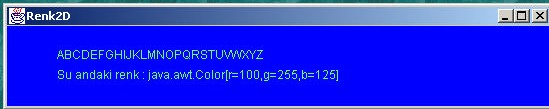 Renk2D
ABCDEFGHIJKLMNOPQRSTUVWXYZ
Su andaki renk : java.awt.Color[r=100,g=255,b=125]